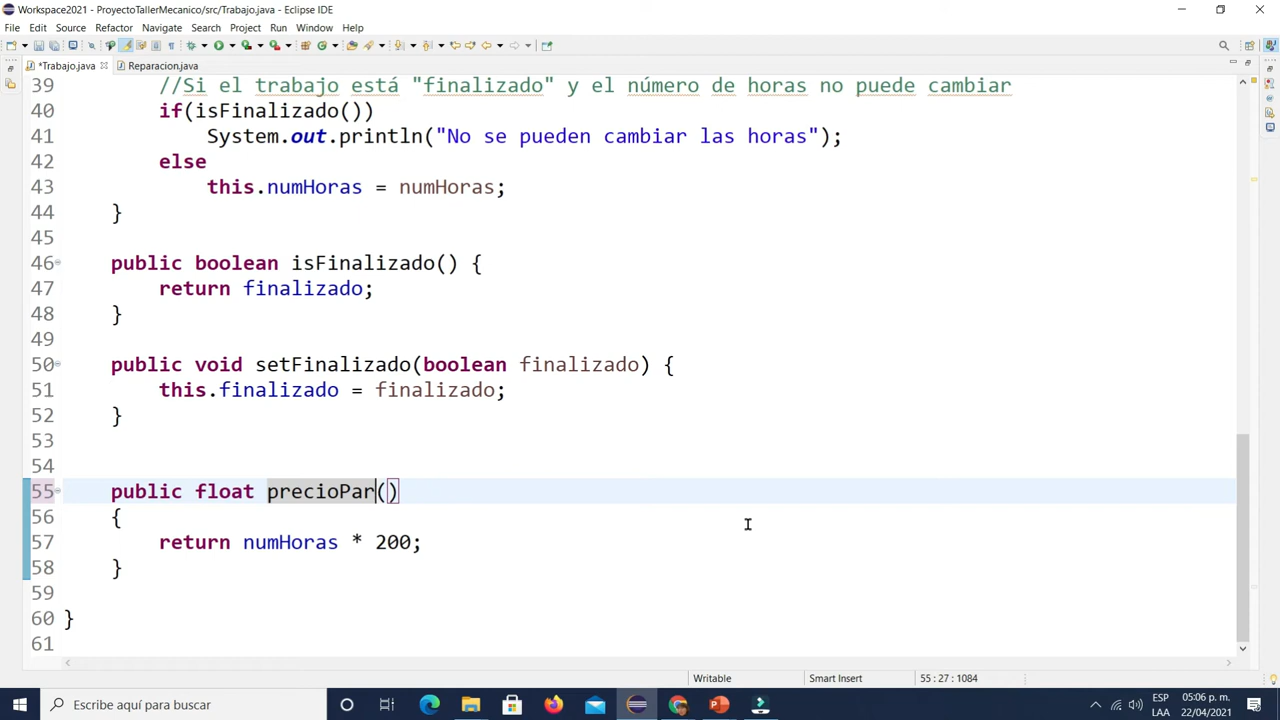 Workspace2021 - ProyectoTallerMecanico/src/Trabajo.java - Eclipse IDE
File Edit Source Refactor Navigate Search Project Run Window Help
*Trabajo.java Reparacion.java
39 //Si el trabajo está "finalizado" y el número de horas no puede cambiar
40 if(isFinalizado())
41 System.out.println("No se pueden cambiar las horas");
42 else
43 this.numHoras = numHoras;
44 }
45
46 public boolean isFinalizado() {
47 return finalizado;
48 }
49
50 public void setFinalizado(boolean finalizado) {
51 this.finalizado = finalizado;
52 }
53
54
55 public float precioPar()
56 {
57 return numHoras * 200;
58 }
59
60 }
61
Writable Smart Insert 55 : 27 : 1084
Escribe aquí para buscar
ESP 05:06 p. m.
LAA 22/04/2021